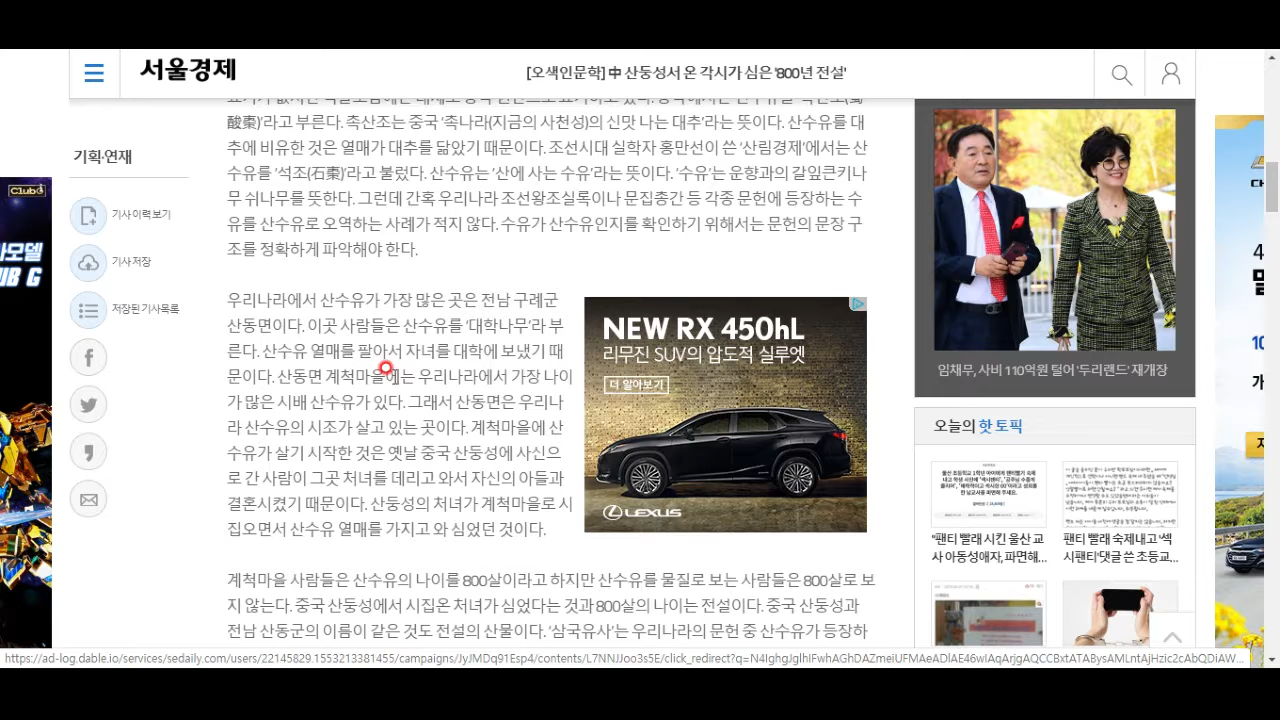 서울경제
[오색인문학] 中 산둥성서 온 각시가 심은 '800년 전설'
기획·연재
기사이력보기
기사저장
저장된기사목록
酸棗)'라고 부른다. 촉산조는 중국 '촉나라(지금의 사천성)의 신맛 나는 대추'라는 뜻이다. 산수유를 대
추에 비유한 것은 열매가 대추를 닮았기 때문이다. 조선시대 실학자 홍만선이 쓴 '산림경제'에서는 산
수유를 '석조(石棗)'라고 불렀다. 산수유는 '산에 사는 수유'라는 뜻이다. '수유'는 운향과의 갈잎큰키나
무 쉬나무를 뜻한다. 그런데 간혹 우리나라 조선왕조실록이나 문집총간 등 각종 문헌에 등장하는 수
유를 산수유로 오역하는 사례가 적지 않다. 수유가 산수유인지를 확인하기 위해서는 문헌의 문장 구
조를 정확하게 파악해야 한다.
우리나라에서 산수유가 가장 많은 곳은 전남 구례군
산동면이다. 이곳 사람들은 산수유를 '대학나무'라 부
른다. 산수유 열매를 팔아서 자녀를 대학에 보냈기 때
문이다. 산동면 계척마을에는 우리나라에서 가장 나이
가 많은 시배 산수유가 있다. 그래서 산동면은 우리나
라 산수유의 시조가 살고 있는 곳이다. 계척마을에 산
수유가 살기 시작한 것은 옛날 중국 산둥성에 사신으
로 간 사람이 그곳 처녀를 데리고 와서 자신의 아들과
결혼시켰기 때문이다. 산둥성의 처녀가 계척마을로 시
집오면서 산수유 열매를 가지고 와 심었던 것이다.
NEW RX 450hL
리무진 SUV의 압도적 실루엣
더 알아보기
LEXUS
계척마을 사람들은 산수유의 나이를 800살이라고 하지만 산수유를 물질로 보는 사람들은 800살로 보
지 않는다. 중국 산둥성에서 시집온 처녀가 심었다는 것과 800살의 나이는 전설이다. 중국 산둥성과
전남 산동군의 이름이 같은 것도 전설의 산물이다. '삼국유사'는 우리나라의 문헌 중 산수유가 등장하
임채무, 사비 110억원 털어 '두리랜드' 재개장
오늘의 핫 토픽
"팬티 빨래 시킨 울산 교
사 아동성애자, 파면해...
팬티 빨래 숙제내고 '섹
시팬티' 댓글 쓴 초등교...
Club
모델
UB G